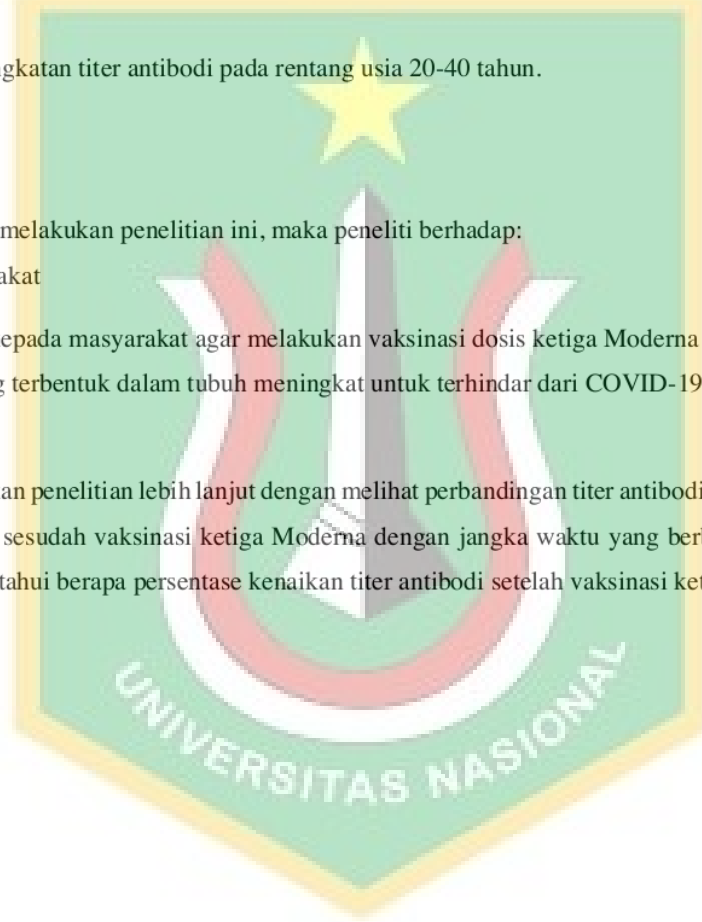 gkatan titer antibodi pada rentang usia 20-40 tahun.
melakukan penelitian ini, maka peneliti berhadap:
akat
epada masyarakat agar melakukan vaksinasi dosis ketiga Moderna
g terbentuk dalam tubuh meningkat untuk terhindar dari COVID-19
an penelitian lebih lanjut dengan melihat perbandingan titer antibodi
sesudah vaksinasi ketiga Moderna dengan jangka waktu yang ber
tahui berapa persentase kenaikan titer antibodi setelah vaksinasi ket
UNIVERSITAS NASIONAL